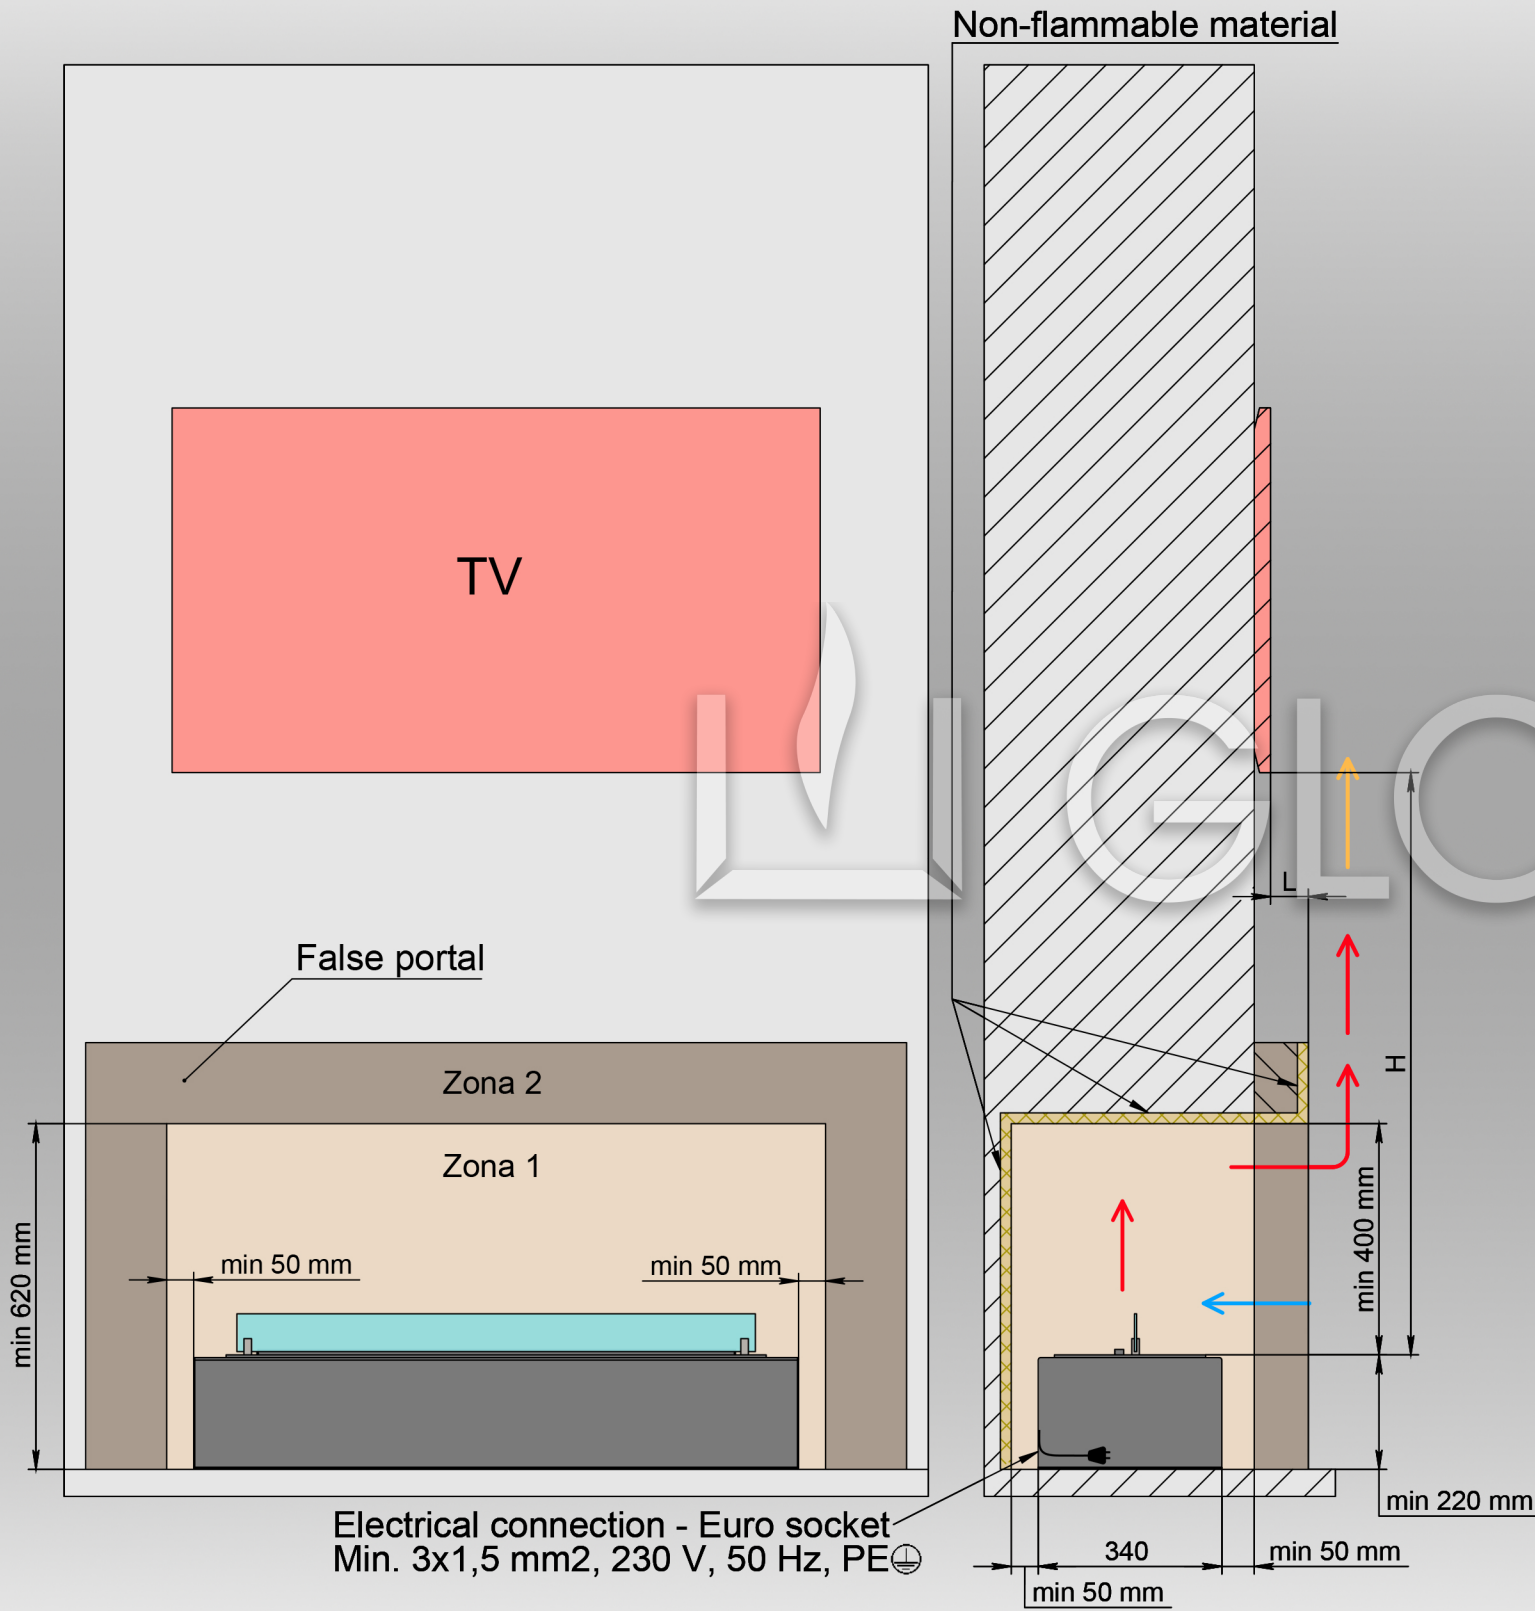 Non-flammable material
TV
GLO
L
False portal
Zona 2
H
Zona 1
min 50 mm
min 50 mm
min 620 mm
min 400 mm
min 220 mm
Electrical connection - Euro socket
Min. 3x1,5 mm2, 230 V, 50 Hz, PE
340
min 50 mm
min 50 mm